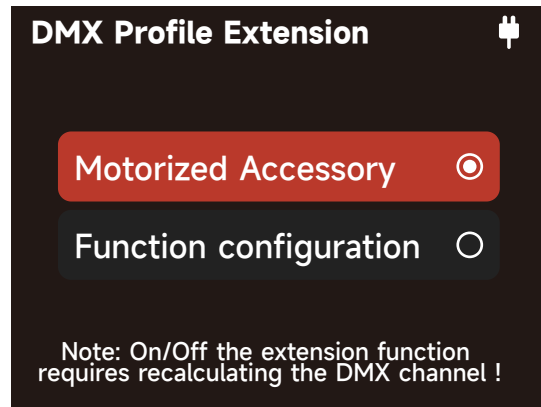 DMX Profile Extension
Motorized Accessory
Function configuration
Note: On/Off the extension function
requires recalculating the DMX channel !